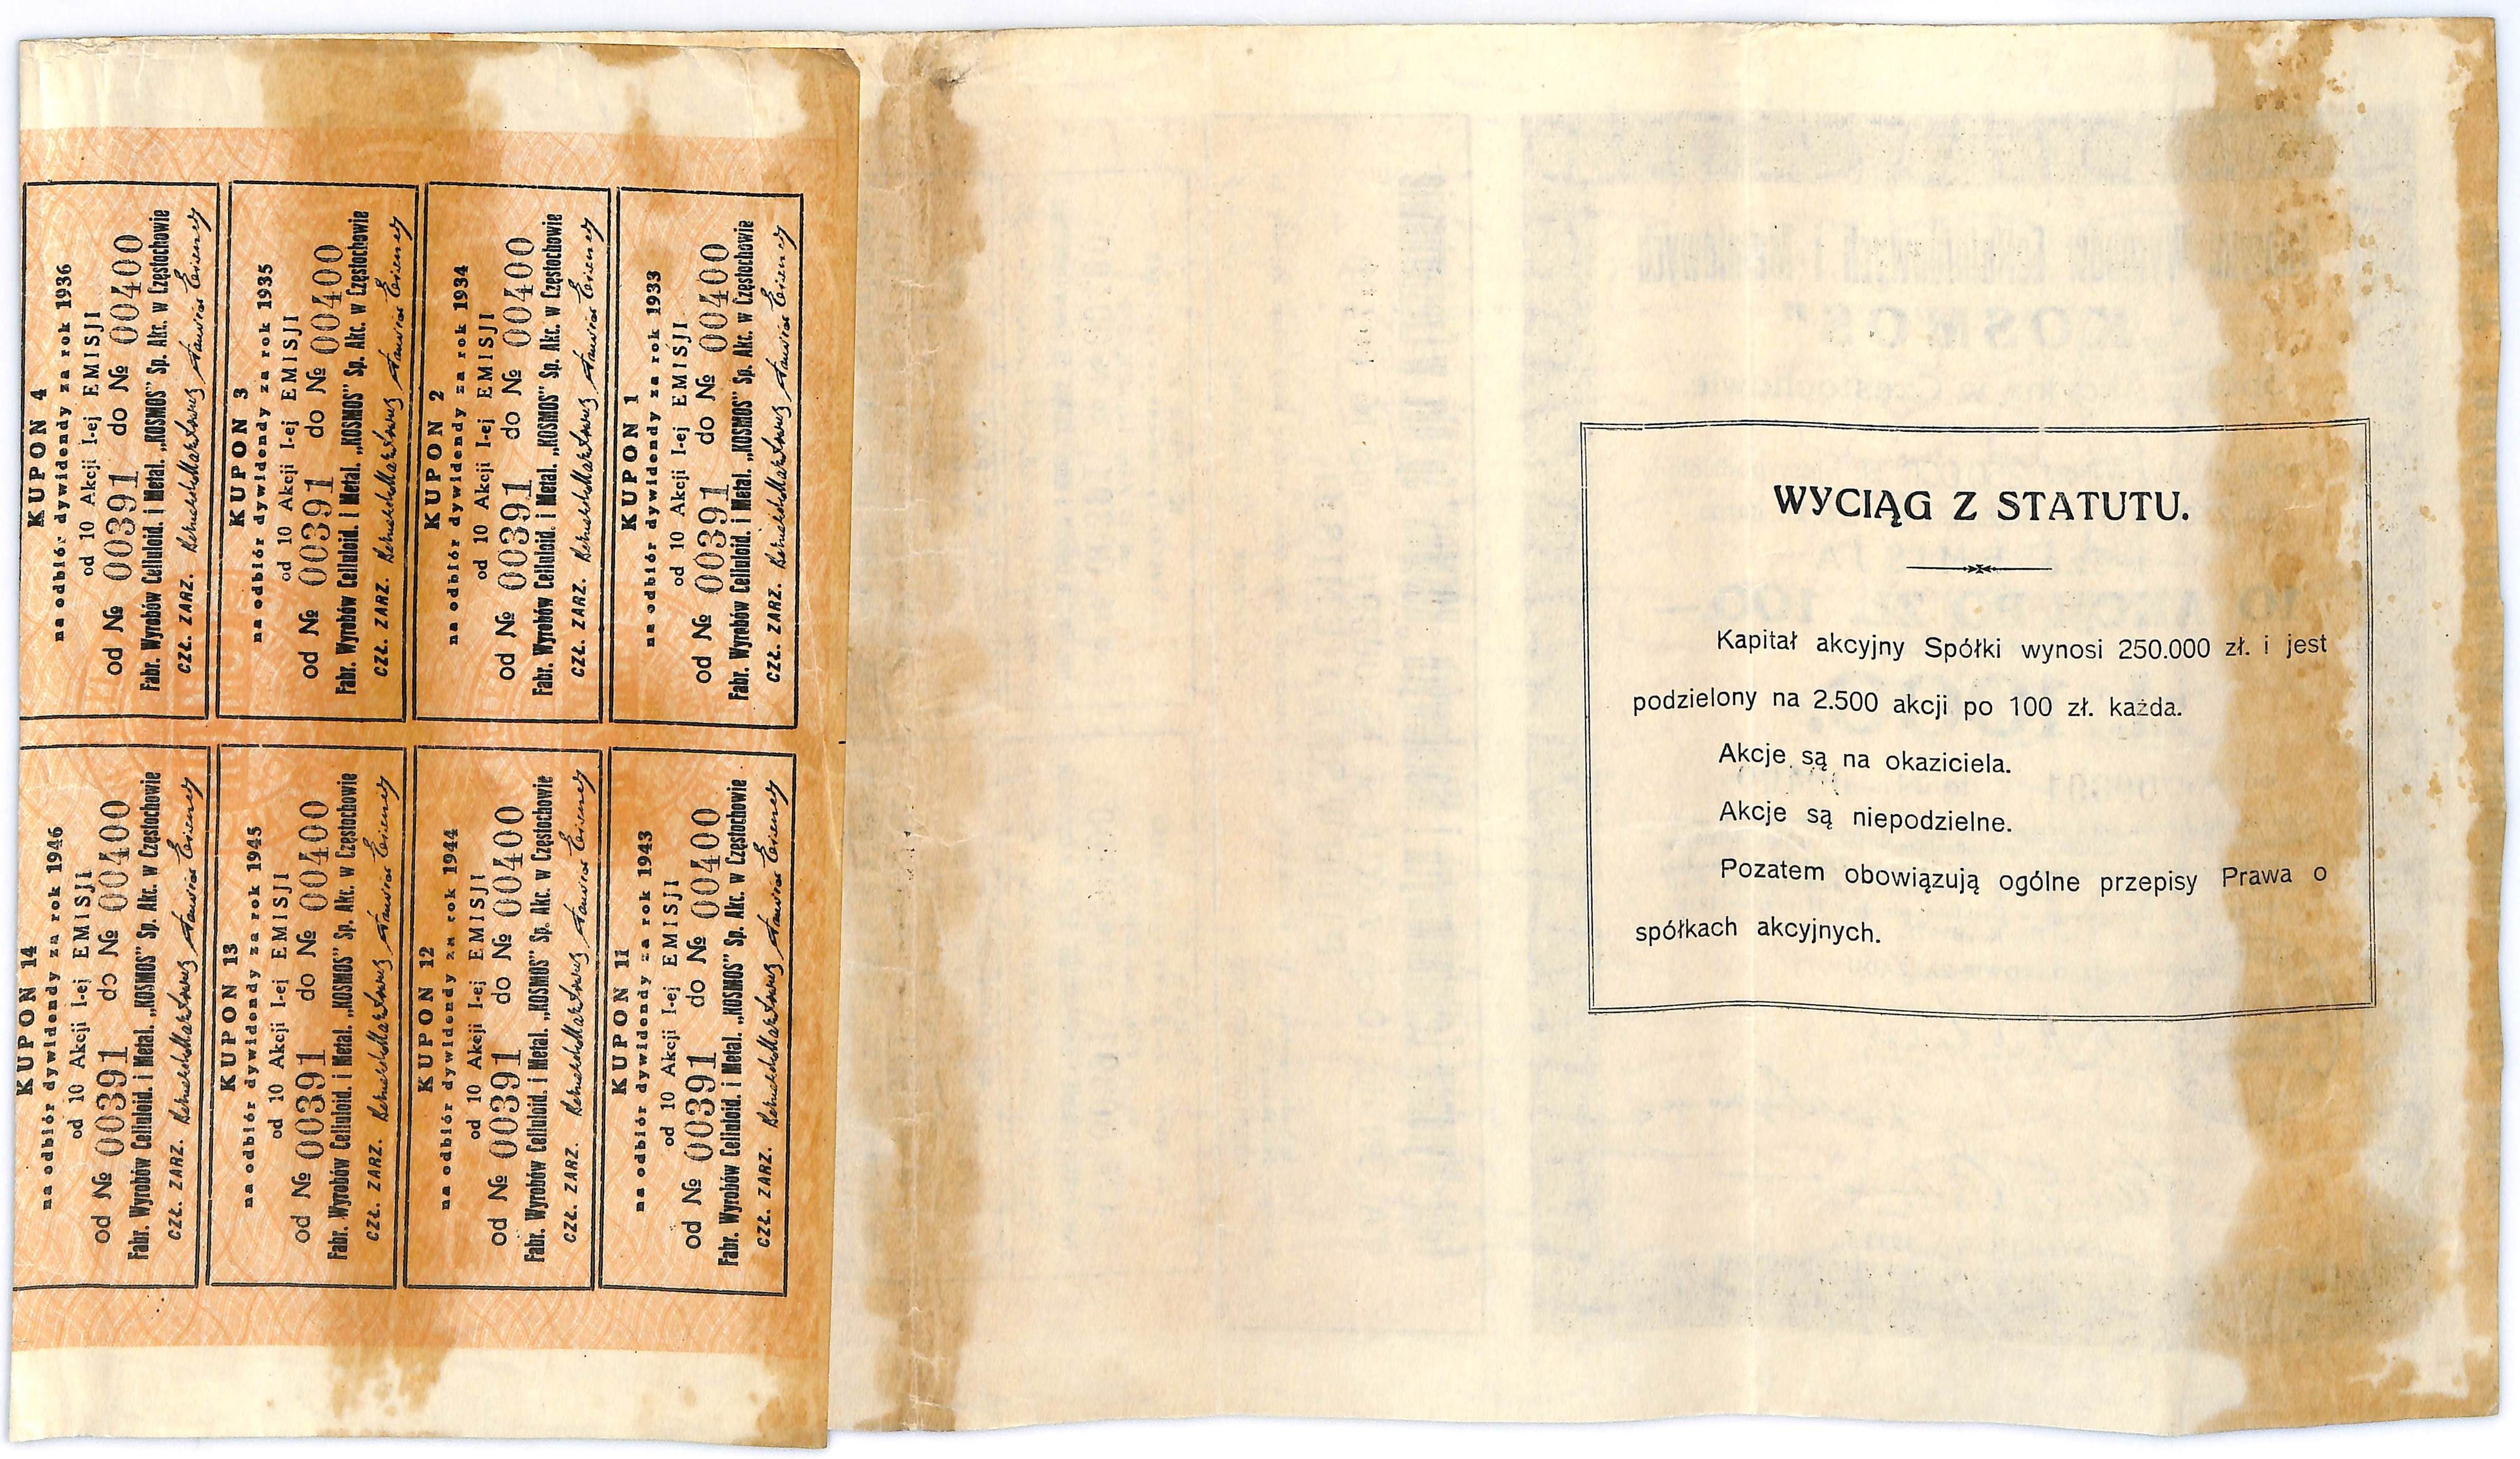 KUPON 4
na odbiór dywidendy za rok 1936
od 10 Akcji I-ej EMISJI
od № 00391 do № 00400
Fabr. Wyrobów Celluloid. i Metal. „KOSMOS" Sp. Akc. w Częstochowie
CZŁ. ZARZ.
KUPON 3
na odbiór dywidendy za rok 1935
od 10 Akcji I-ej EMISJI
od № 00391 do № 00400
Fabr. Wyrobów Celluloid. i Metal. „KOSMOS" Sp. Akc. w Częstochowie
CZŁ. ZARZ.
KUPON 2
na odbiór dywidendy za rok 1934
od 10 Akcji I-ej EMISJI
od № 00391 do № 00400
Fabr. Wyrobów Celluloid. i Metal. „KOSMOS" Sp. Akc. w Częstochowie
CZŁ. ZARZ.
KUPON 1
na odbiór dywidendy za rok 1933
od 10 Akcji I-ej EMISJI
od № 00391 do № 00400
Fabr. Wyrobów Celluloid. i Metal. „KOSMOS" Sp. Akc. w Częstochowie
CZŁ. ZARZ.
KUPON 14
na odbiór dywidendy za rok 1946
od 10 Akcji I-ej EMISJI
od № 00391 do № 00400
Fabr. Wyrobów Celluloid. i Metal. „KOSMOS" Sp. Akc. w Częstochowie
CZŁ. ZARZ.
KUPON 13
na odbiór dywidendy za rok 1945
od 10 Akcji I-ej EMISJI
od № 00391 do № 00400
Fabr. Wyrobów Celluloid. i Metal. „KOSMOS" Sp. Akc. w Częstochowie
CZŁ. ZARZ.
KUPON 12
na odbiór dywidendy za rok 1944
od 10 Akcji I-ej EMISJI
od № 00391 do № 00400
Fabr. Wyrobów Celluloid. i Metal. „KOSMOS" Sp. Akc. w Częstochowie
CZŁ. ZARZ.
KUPON 11
na odbiór dywidendy za rok 1943
od 10 Akcji I-ej EMISJI
od № 00391 do № 00400
Fabr. Wyrobów Celluloid. i Metal. „KOSMOS" Sp. Akc. w Częstochowie
CZŁ. ZARZ.
WYCIĄG Z STATUTU.
Kapitał akcyjny Spółki wynosi 250.000 zł. i jest
podzielony na 2.500 akcji po 100 zł. każda.
Akcje są na okaziciela.
Akcje są niepodzielne.
Pozatem obowiązują ogólne przepisy Prawa o
spółkach akcyjnych.